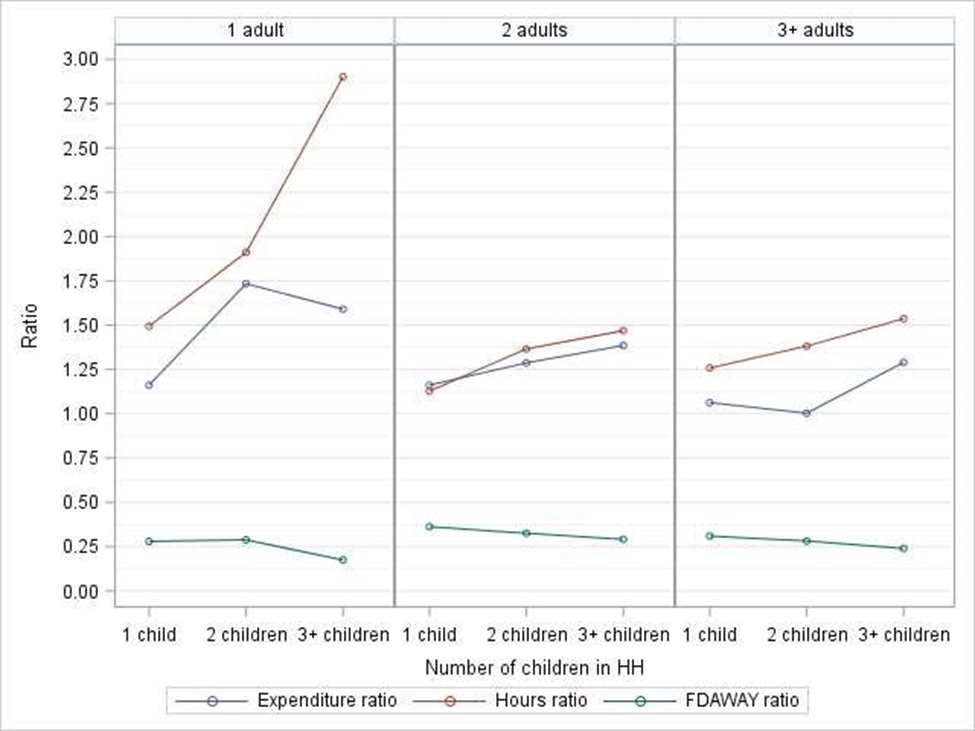 1 adult 2 adults 3+ adults
3.00
2.75
2.50
2.25
2.00
1.75
1.50
1.25
1.00
0.75
0.50
0.25
0.00
Ratio
1 child 2 children 3+ children 1 child 2 children 3+ children 1 child 2 children 3+ children
Number of children in HH
Expenditure ratio Hours ratio FDAWAY ratio